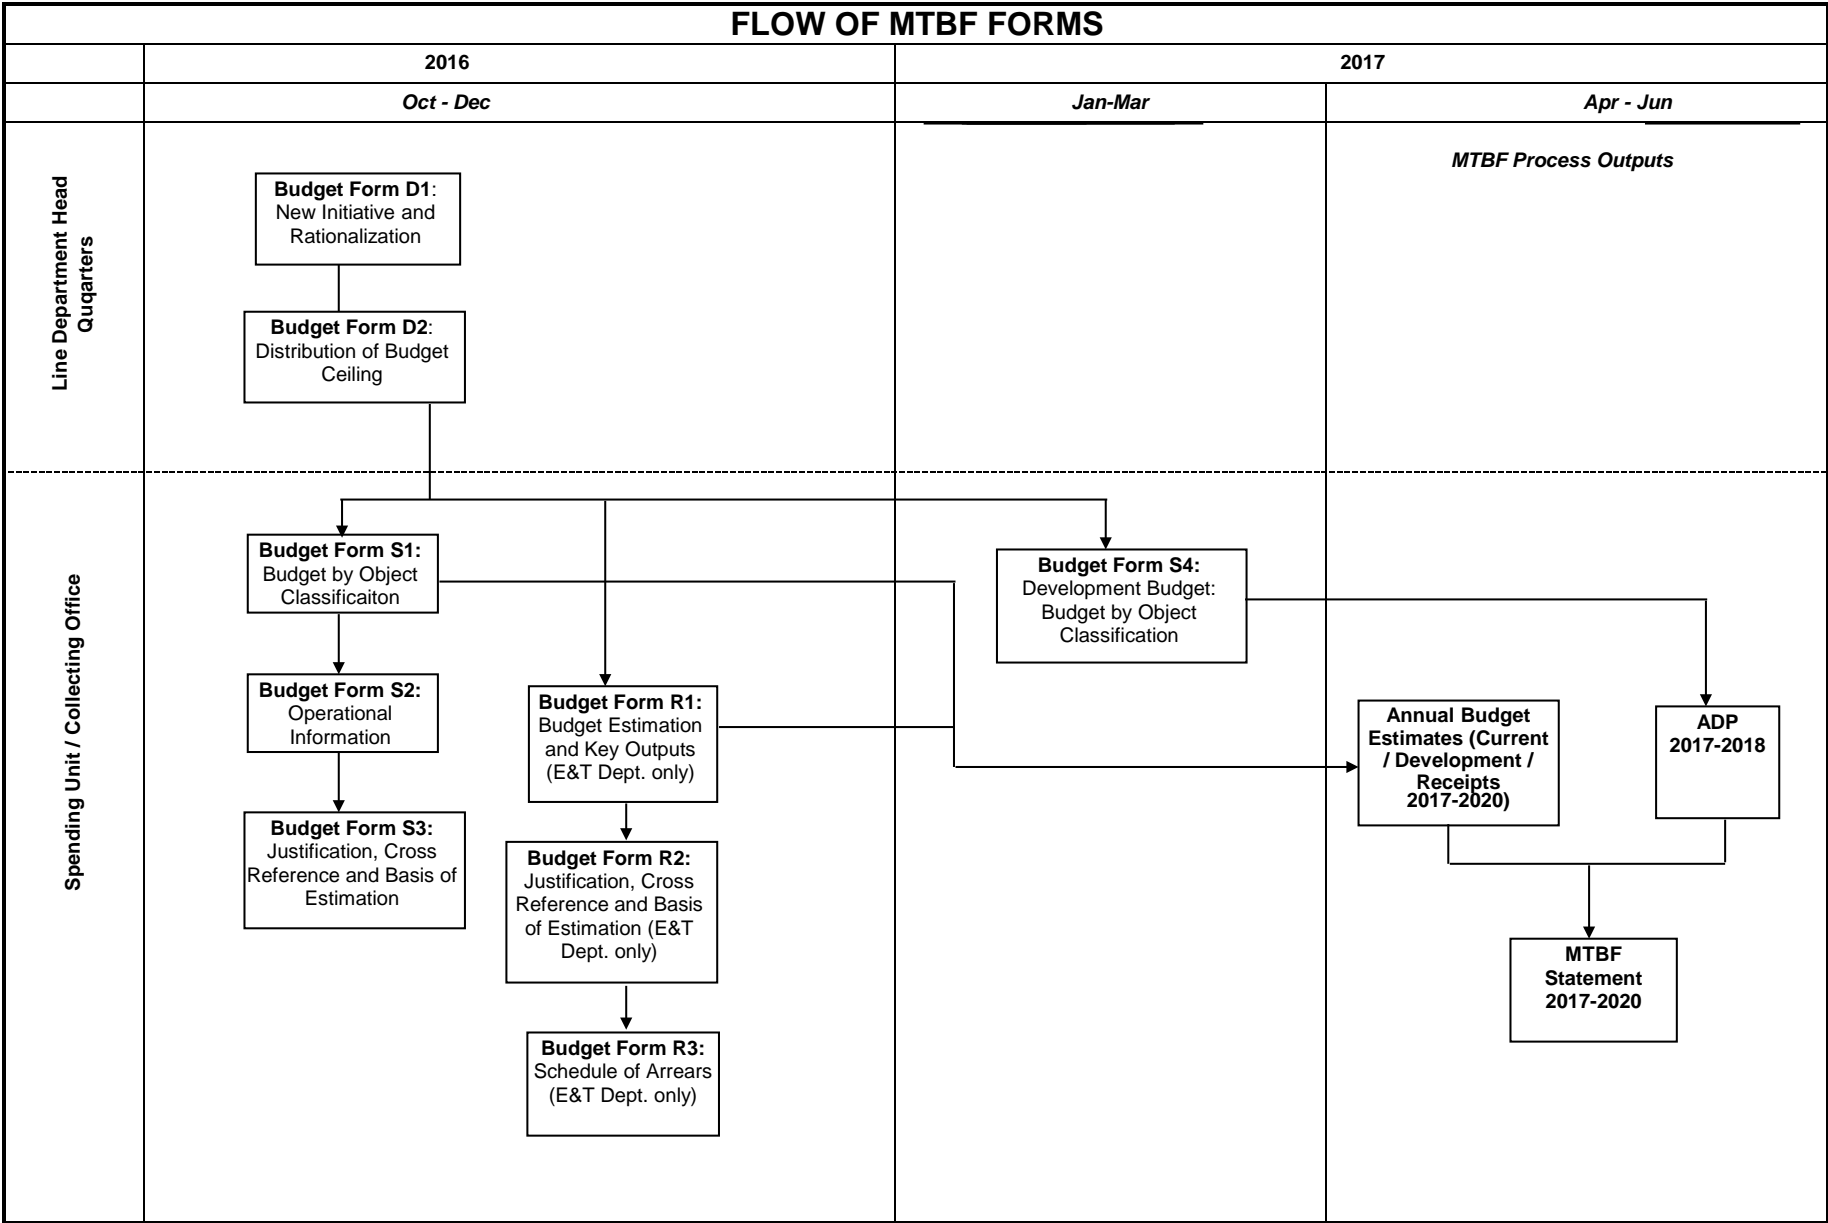 FLOW OF MTBF FORMS
2016
2017
Oct - Dec
Jan-Mar
Apr - Jun
MTBF Process Outputs
Line Department Head
Quqarters
Budget Form D1:
New Initiative and
Rationalization
Budget Form D2:
Distribution of Budget
Ceiling
Spending Unit / Collecting Office
Budget Form S1:
Budget by Object
Classificaiton
Budget Form S2:
Operational
Information
Budget Form S3:
Justification, Cross
Reference and Basis of
Estimation
Budget Form R1:
Budget Estimation
and Key Outputs
(E&T Dept. only)
Budget Form R2:
Justification, Cross
Reference and Basis
of Estimation (E&T
Dept. only)
Budget Form R3:
Schedule of Arrears
(E&T Dept. only)
Budget Form S4:
Development Budget:
Budget by Object
Classification
Annual Budget
Estimates (Current
/ Development /
Receipts
2017-2020)
ADP
2017-2018
MTBF
Statement
2017-2020